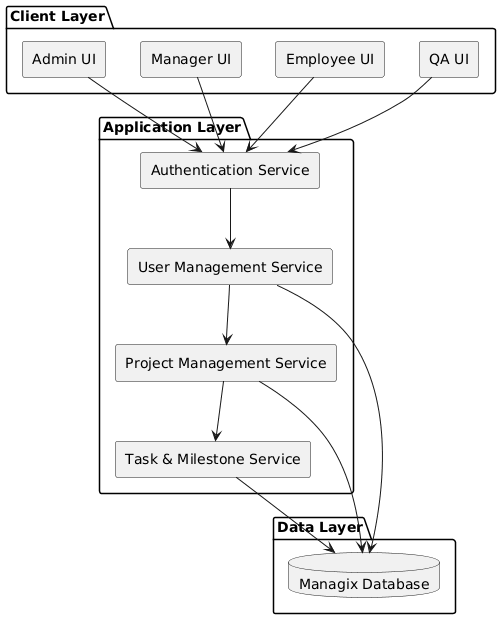 Client Layer
Admin UI
Manager UI
Employee UI
QA UI
Application Layer
Authentication Service
User Management Service
Project Management Service
Task & Milestone Service
Data Layer
Managix Database